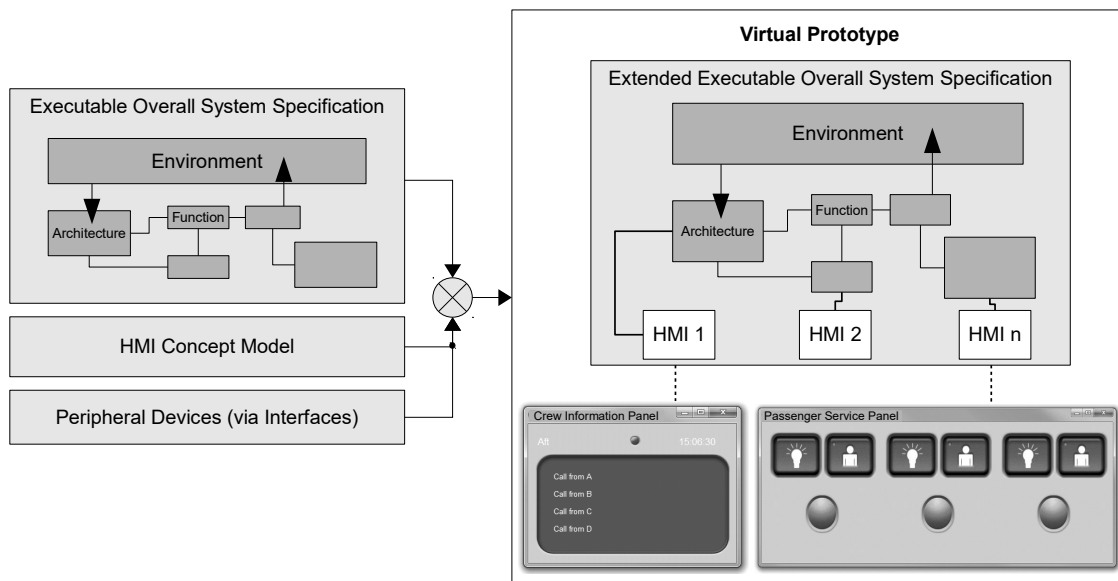 Virtual Prototype
Executable Overall System Specification
Environment
Function
Architecture
HMI Concept Model
Peripheral Devices (via Interfaces)
Extended Executable Overall System Specification
Environment
Function
Architecture
HMI 1
HMI 2
HMI n
Crew Information Panel
Aft
15:06:30
Call from A
Call from B
Call from C
Call from D
Passenger Service Panel